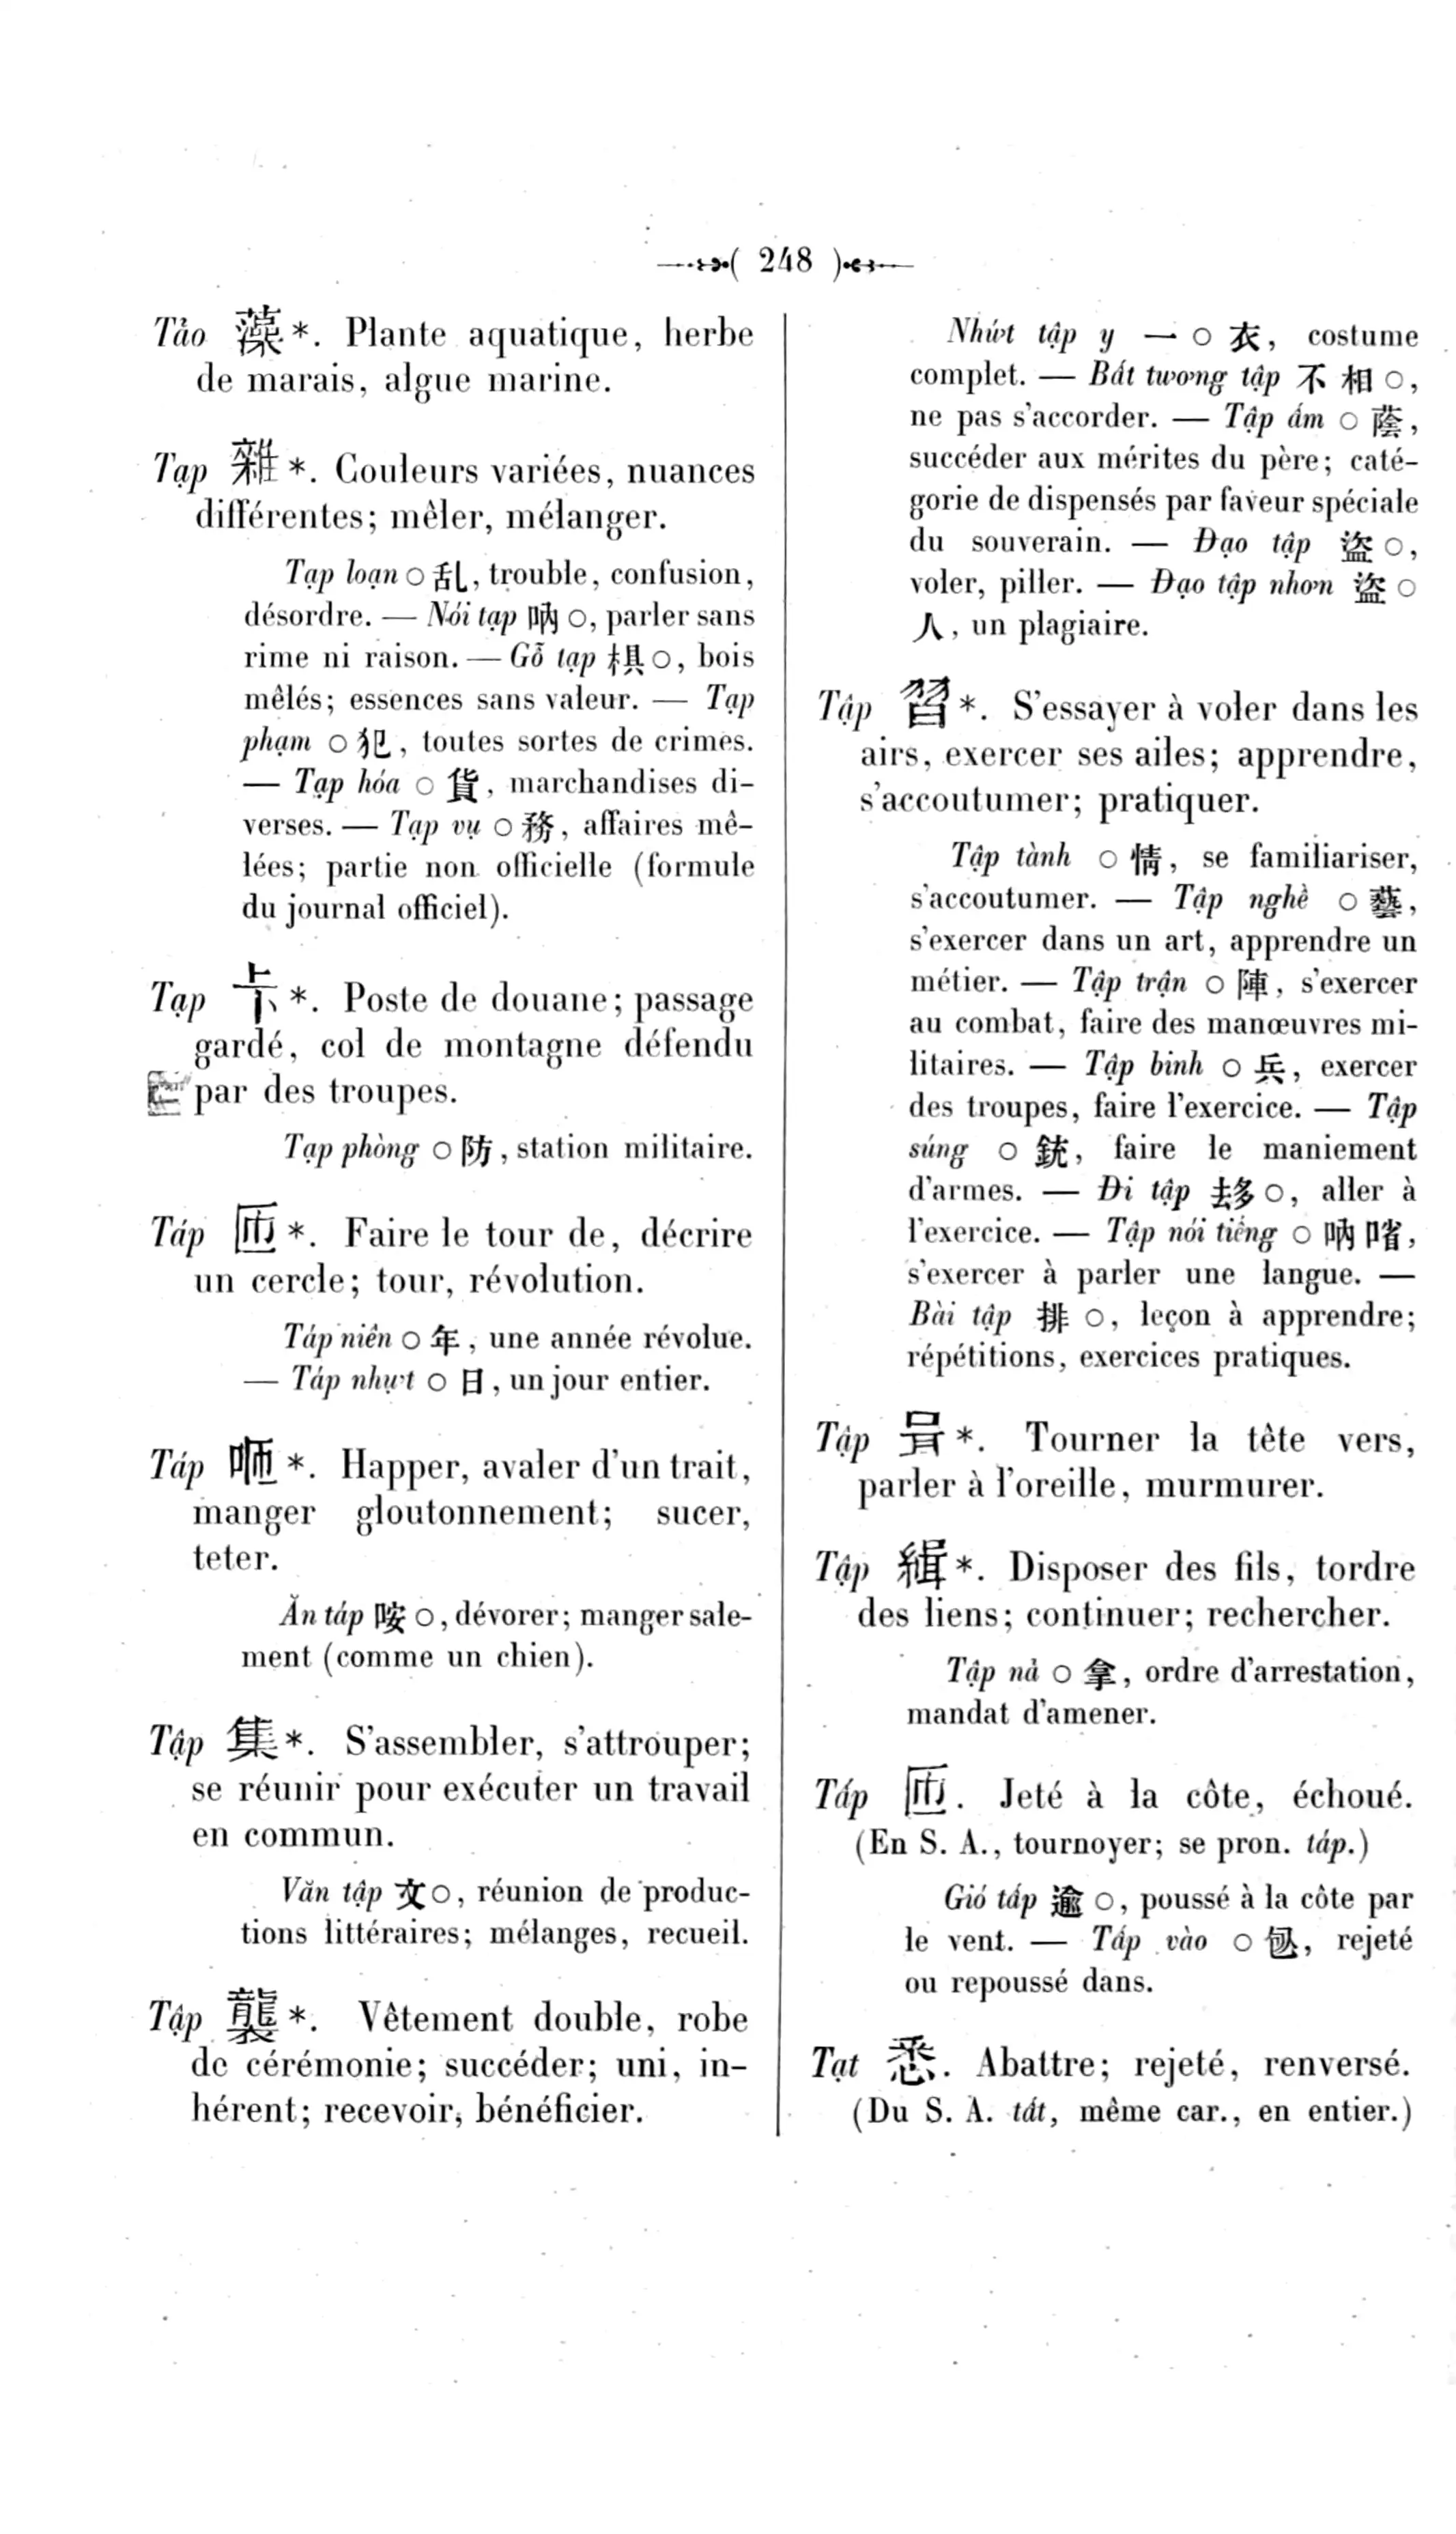 ( 248 )
Tảo 藻 *. Plante aquatique, herbe
de marais, algue marine.
Tạp 雜 *. Couleurs variées, nuances
différentes; mêler, mélanger.
Tạp loạn ○ 乱, trouble, confusion,
désordre. — Nói tạp 吶 ○, parler sans
rime ni raison. — Gỗ tạp 椇 ○, bois
mêlés; essences sans valeur. — Tạp
phạm ○ 犯, toutes sortes de crimes.
— Tạp hóa ○ 貨, marchandises di-
verses. — Tạp vụ ○ 務, affaires mê-
lées; partie non officielle (formule
du journal officiel).
Tạp 卡 *. Poste de douane; passage
gardé, col de montagne défendu
par des troupes.
Tạp phòng ○ 防, station militaire.
Táp 匝 *. Faire le tour de, décrire
un cercle; tour, révolution.
Táp niên ○ 年, une année révolue.
— Táp nhựt ○ 日, un jour entier.
Táp 咂 *. Happer, avaler d'un trait,
manger gloutonnement; sucer,
teter.
Ăn táp 咹 ○, dévorer; manger sale-
ment (comme un chien).
Tập 集 *. S'assembler, s'attrouper;
se réunir pour exécuter un travail
en commun.
Văn tập 文 ○, réunion de produc-
tions littéraires; mélanges, recueil.
Tập 襲 *. Vêtement double, robe
de cérémonie; succéder; uni, in-
hérent; recevoir, bénéficier.
Nhứt tập y 一 ○ 衣, costume
complet. — Bất tương tập 不 相 ○,
ne pas s'accorder. — Tập ấm ○ 蔭,
succéder aux mérites du père; caté-
gorie de dispensés par faveur spéciale
du souverain. — Đạo tập 盜 ○,
voler, piller. — Đạo tập nhơn 盜 ○
人, un plagiaire.
Tập 習 *. S'essayer à voler dans les
airs, exercer ses ailes; apprendre,
s'accoutumer; pratiquer.
Tập tành ○ 情, se familiariser,
s'accoutumer. — Tập nghề ○ 藝,
s'exercer dans un art, apprendre un
métier. — Tập trận ○ 陣, s'exercer
au combat, faire des manœuvres mi-
litaires. — Tập binh ○ 兵, exercer
des troupes, faire l'exercice. — Tập
súng ○ 銃, faire le maniement
d'armes. — Đi tập 𠫾 ○, aller à
l'exercice. — Tập nói tiếng ○ 吶 㗂,
s'exercer à parler une langue. —
Bài tập 排 ○, leçon à apprendre;
répétitions, exercices pratiques.
Tập 咠 *. Tourner la tête vers,
parler à l'oreille, murmurer.
Tập 緝 *. Disposer des fils, tordre
des liens; continuer; rechercher.
Tập nả ○ 拿, ordre d'arrestation,
mandat d'amener.
Tấp 匝. Jeté à la côte, échoué.
(En S. A., tournoyer; se pron. táp.)
Gió tấp ○, poussé à la côte par
le vent. — Tấp vào ○, rejeté
ou repoussé dans.
Tạt 悉. Abattre; rejeté, renversé.
(Du S. A. tất, même car., en entier.)